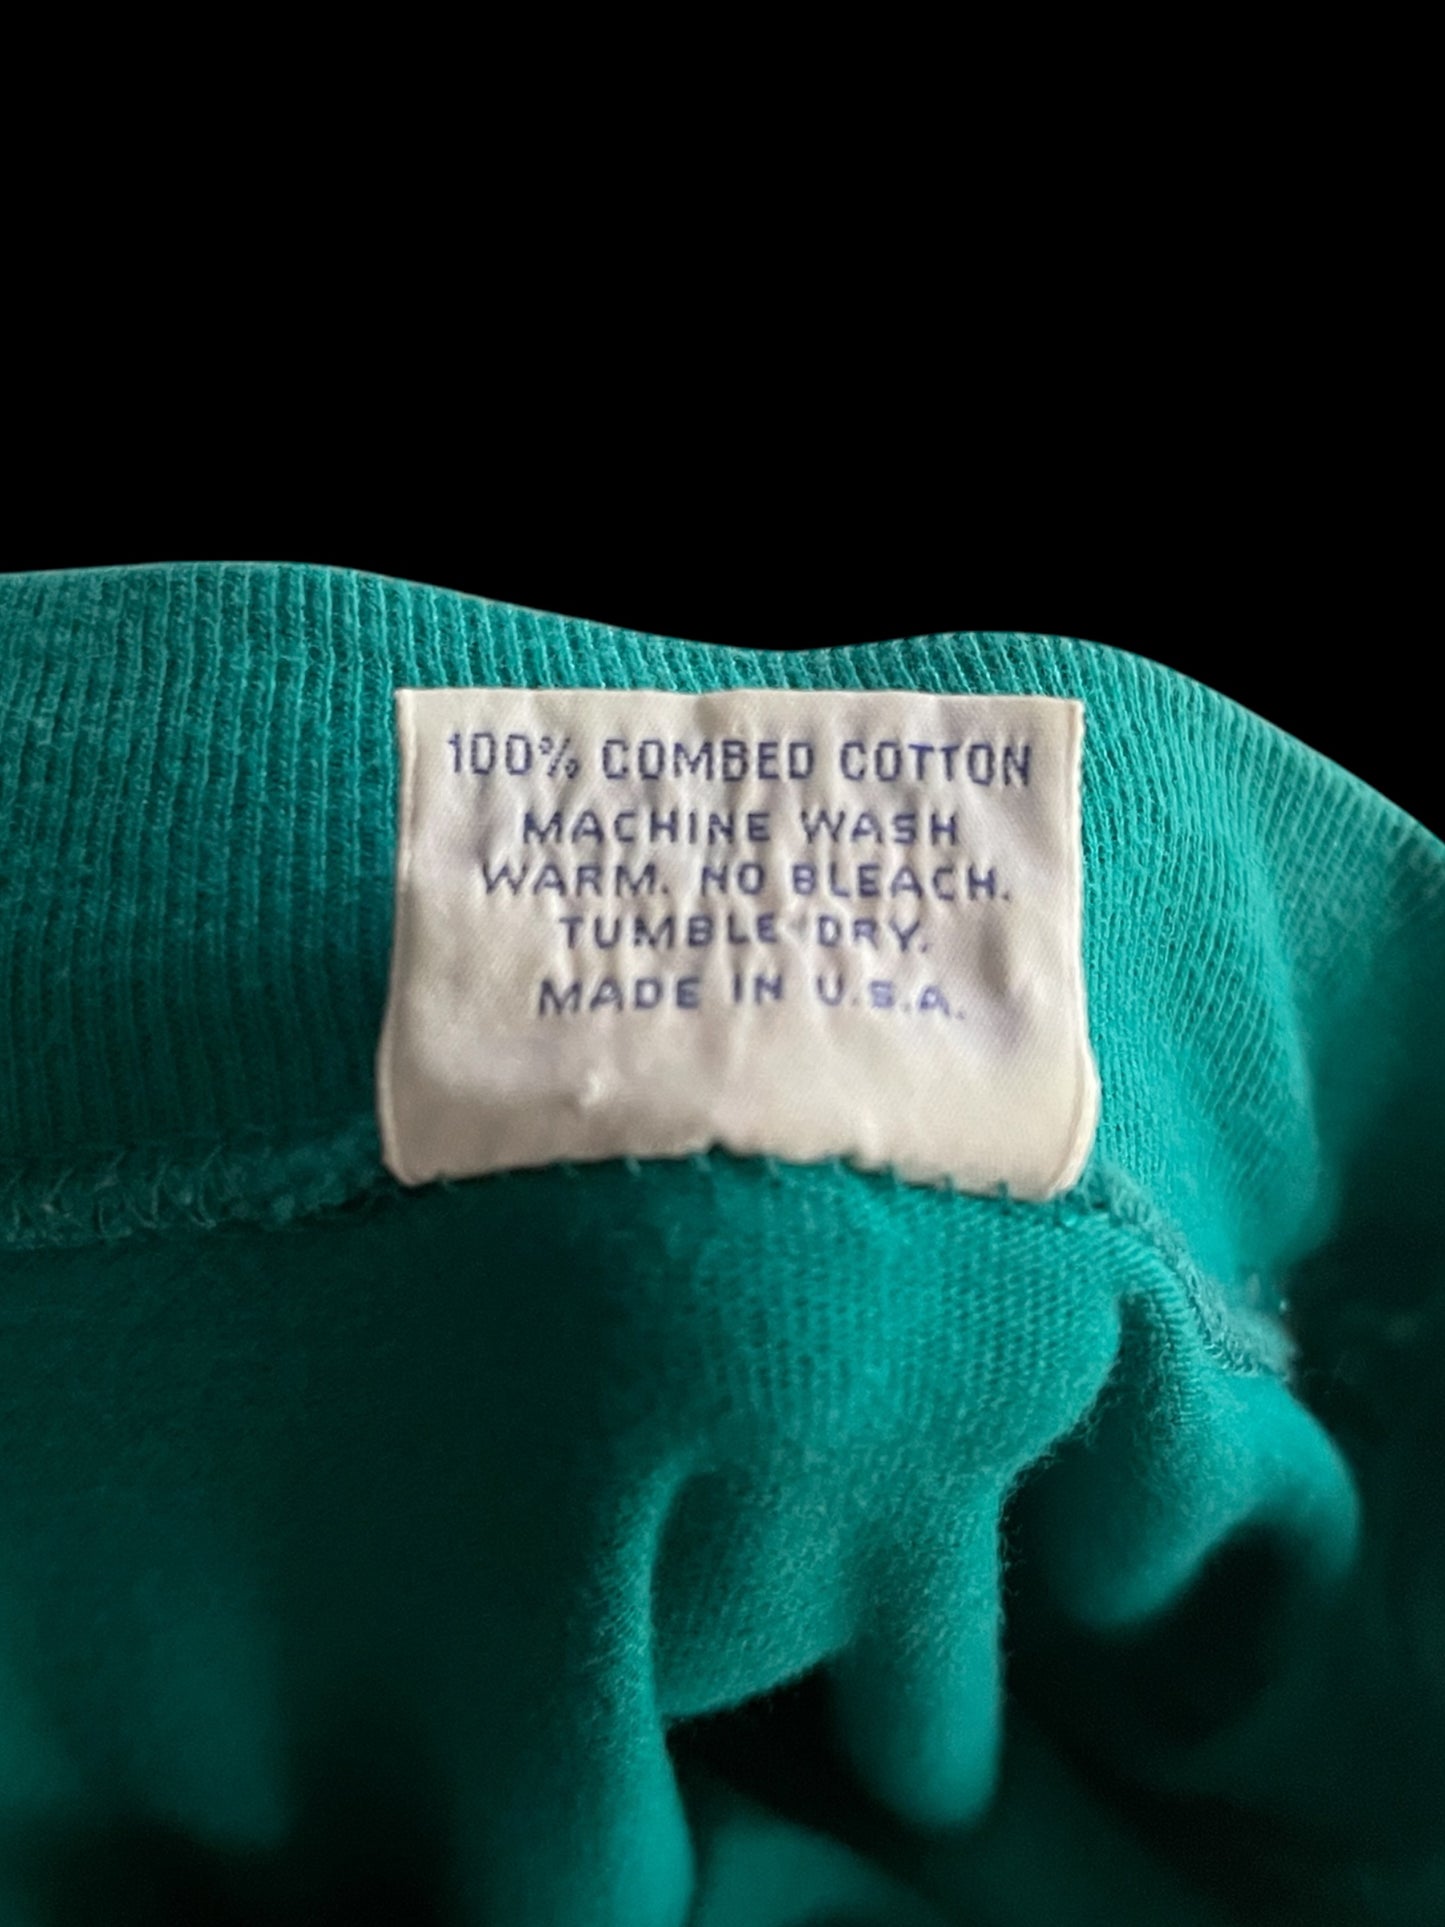 100% COMBED COTTON
MACHINE WASH
WARM. NO BLEACH.
TUMBLE DRY.
MADE IN U.S.A.